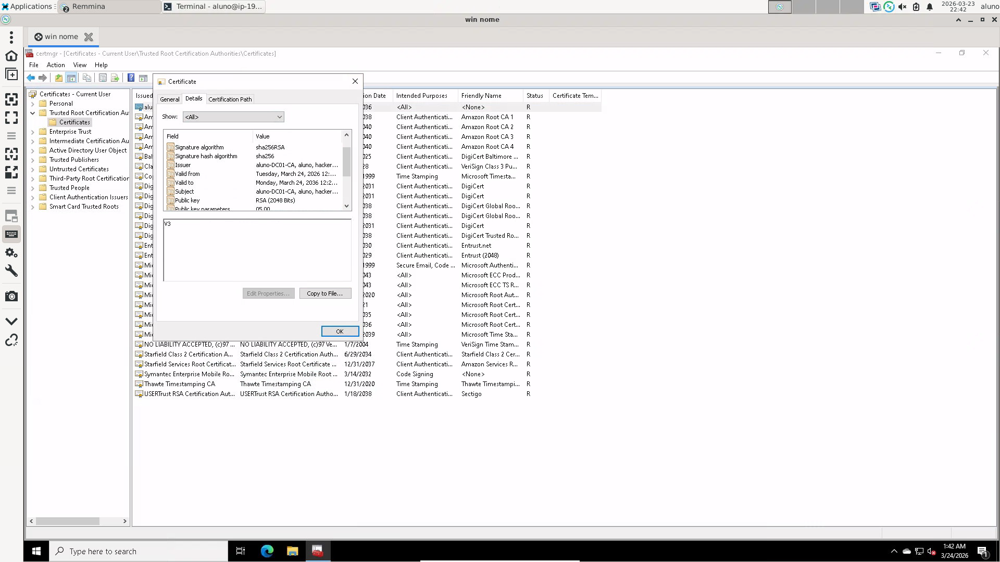 Applications
2
Remmina
Terminal - aluno@ip-19...
2026-03-23
22:42
aluno
win nome
win nome
certmgr - [Certificates - Current User\Trusted Root Certification Authorities\Certificates]
File Action View Help
Certificates - Current User
Personal
Trusted Root Certification Au
Certificates
Enterprise Trust
Intermediate Certification Au
Active Directory User Object
Trusted Publishers
Untrusted Certificates
Third-Party Root Certification
Trusted People
Client Authentication Issuers
Smart Card Trusted Roots
Certificate
General Details Certification Path
Show: <All>
Field Value
Signature algorithm sha256RSA
Signature hash algorithm sha256
Issuer aluno-DC01-CA, aluno, hacker...
Valid from Tuesday, March 24, 2026 12:...
Valid to Monday, March 24, 2036 12:2...
Subject aluno-DC01-CA, aluno, hacker...
Public key RSA (2048 Bits)
Public key parameters 05 00
V3
Edit Properties... Copy to File...
OK
Issued ion Date Intended Purposes Friendly Name Status Certificate Tem...
alu 036 <All> <None> R
Am 038 Client Authenticati... Amazon Root CA 1 R
Am 040 Client Authenticati... Amazon Root CA 2 R
Am 040 Client Authenticati... Amazon Root CA 3 R
Am 040 Client Authenticati... Amazon Root CA 4 R
Bal 025 Client Authenticati... DigiCert Baltimore ... R
Cla 28 Client Authenticati... VeriSign Class 3 Pu... R
Co 1999 Time Stamping Microsoft Timesta... R
Dig 2031 Client Authenticati... DigiCert R
Dig 2031 Client Authenticati... DigiCert R
Dig 038 Client Authenticati... DigiCert Global Roo... R
Dig 038 Client Authenticati... DigiCert Global Roo... R
Dig 2031 Client Authenticati... DigiCert R
Dig 038 Client Authenticati... DigiCert Trusted Ro... R
Ent 030 Client Authenticati... Entrust.net R
Ent 029 Client Authenticati... Entrust (2048) R
Mic 1999 Secure Email, Code ... Microsoft Authenti... R
Mic 043 <All> Microsoft ECC Prod... R
Mic 043 <All> Microsoft ECC TS R... R
Mic 2020 <All> Microsoft Root Aut... R
Mic 21 <All> Microsoft Root Cert... R
Mic 035 <All> Microsoft Root Cert... R
Mic 036 <All> Microsoft Root Cert... R
Mic 2039 <All> Microsoft Time Sta... R
NO LIABILITY ACCEPTED, (c)97 ... NO LIABILITY ACCEPTED, (c)97 Ve... 1/7/2004 Time Stamping VeriSign Time Stam... R
Starfield Class 2 Certification A... Starfield Class 2 Certification Auth... 6/29/2034 Client Authenticati... Starfield Class 2 Cer... R
Starfield Services Root Certificat... Starfield Services Root Certificate ... 12/31/2037 Client Authenticati... Amazon Services R... R
Symantec Enterprise Mobile Ro... Symantec Enterprise Mobile Root ... 3/14/2032 Code Signing <None> R
Thawte Timestamping CA Thawte Timestamping CA 12/31/2020 Time Stamping Thawte Timestampi... R
USERTrust RSA Certification Aut... USERTrust RSA Certification Autho... 1/18/2038 Client Authenticati... Sectigo R
Type here to search
1:42 AM
3/24/2026
1